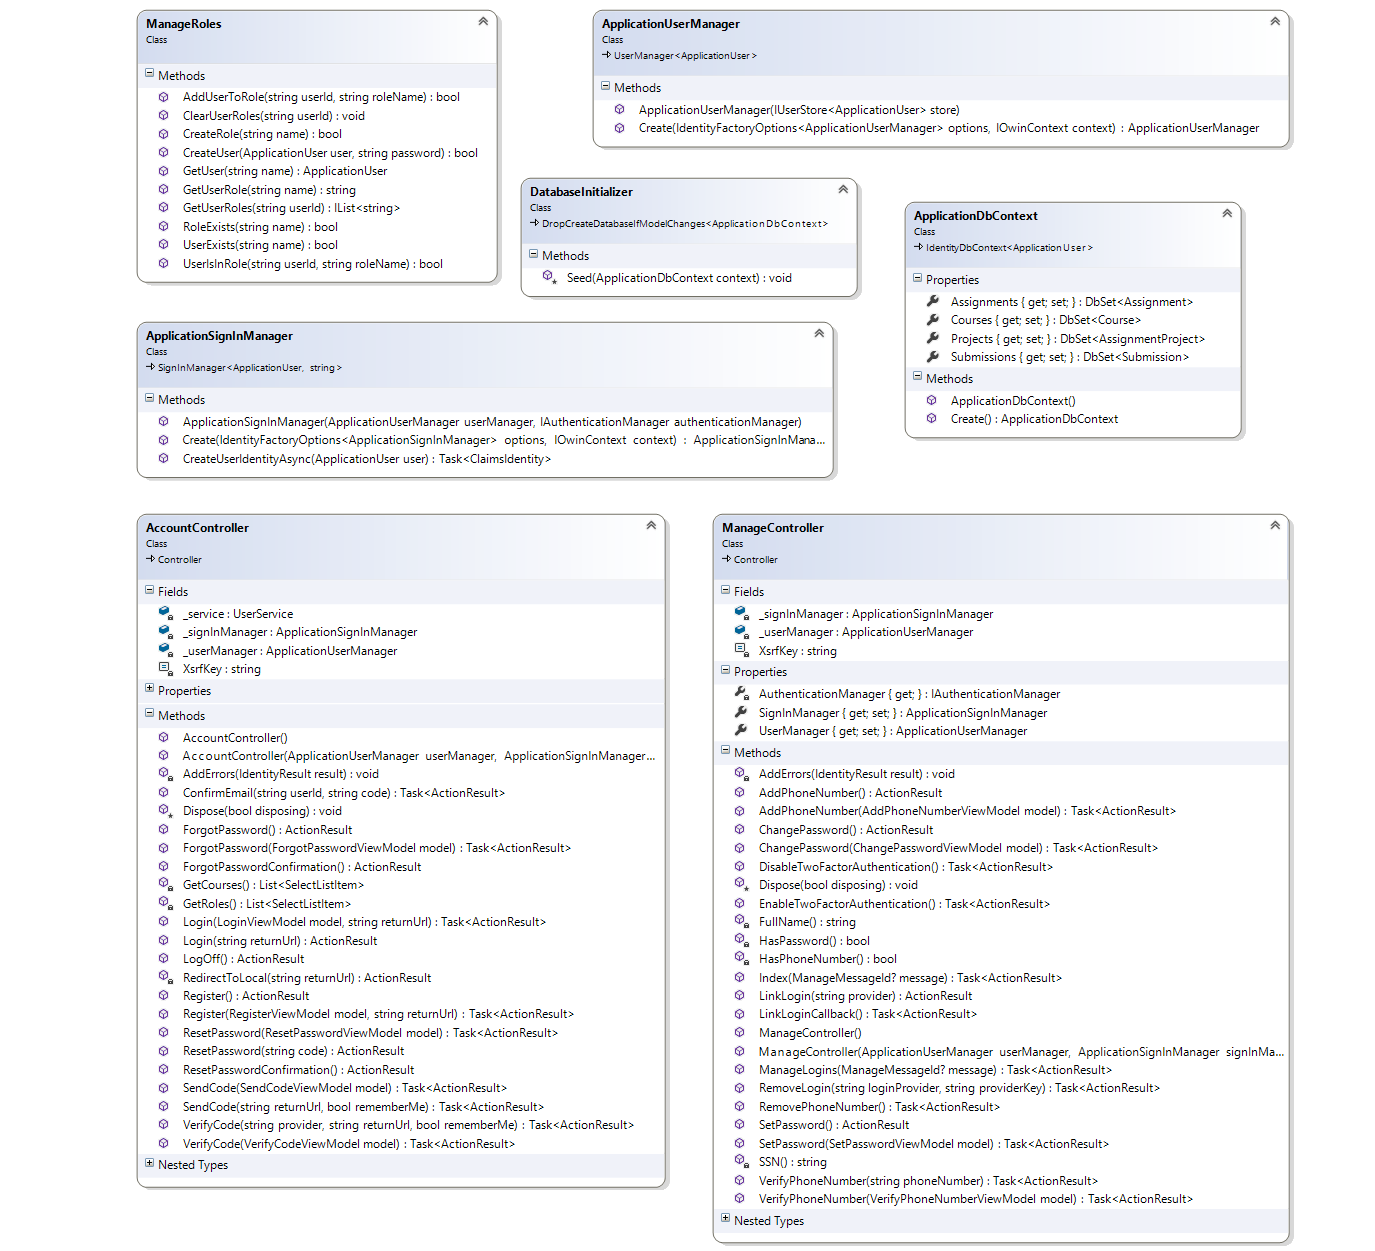 ManageRoles
Class
Methods
AddUserToRole(string userId, string roleName) : bool
ClearUserRoles(string userId) : void
CreateRole(string name) : bool
CreateUser(ApplicationUser user, string password) : bool
GetUser(string name) : ApplicationUser
GetUserRole(string name) : string
GetUserRoles(string userId) : IList<string>
RoleExists(string name) : bool
UserExists(string name) : bool
UserIsInRole(string userId, string roleName) : bool
ApplicationUserManager
Class
UserManager<ApplicationUser>
Methods
ApplicationUserManager(IUserStore<ApplicationUser> store)
Create(IdentityFactoryOptions<ApplicationUserManager> options, IOwinContext context) : ApplicationUserManager
DatabaseInitializer
Class
DropCreateDatabaseIfModelChanges<ApplicationDbContext>
Methods
Seed(ApplicationDbContext context) : void
ApplicationDbContext
Class
IdentityDbContext<ApplicationUser>
Properties
Assignments { get; set; } : DbSet<Assignment>
Courses { get; set; } : DbSet<Course>
Projects { get; set; } : DbSet<AssignmentProject>
Submissions { get; set; } : DbSet<Submission>
Methods
ApplicationDbContext()
Create() : ApplicationDbContext
ApplicationSignInManager
Class
SignInManager<ApplicationUser, string>
Methods
ApplicationSignInManager(ApplicationUserManager userManager, IAuthenticationManager authenticationManager)
Create(IdentityFactoryOptions<ApplicationSignInManager> options, IOwinContext context) : ApplicationSignInMana...
CreateUserIdentityAsync(ApplicationUser user) : Task<ClaimsIdentity>
AccountController
Class
Controller
Fields
_service : UserService
_signInManager : ApplicationSignInManager
_userManager : ApplicationUserManager
XsrfKey : string
Properties
Methods
AccountController()
AccountController(ApplicationUserManager userManager, ApplicationSignInManager...
AddErrors(IdentityResult result) : void
ConfirmEmail(string userId, string code) : Task<ActionResult>
Dispose(bool disposing) : void
ForgotPassword() : ActionResult
ForgotPassword(ForgotPasswordViewModel model) : Task<ActionResult>
ForgotPasswordConfirmation() : ActionResult
GetCourses() : List<SelectListItem>
GetRoles() : List<SelectListItem>
Login(LoginViewModel model, string returnUrl) : Task<ActionResult>
Login(string returnUrl) : ActionResult
LogOff() : ActionResult
RedirectToLocal(string returnUrl) : ActionResult
Register() : ActionResult
Register(RegisterViewModel model, string returnUrl) : Task<ActionResult>
ResetPassword(ResetPasswordViewModel model) : Task<ActionResult>
ResetPassword(string code) : ActionResult
ResetPasswordConfirmation() : ActionResult
SendCode(SendCodeViewModel model) : Task<ActionResult>
SendCode(string returnUrl, bool rememberMe) : Task<ActionResult>
VerifyCode(string provider, string returnUrl, bool rememberMe) : Task<ActionResult>
VerifyCode(VerifyCodeViewModel model) : Task<ActionResult>
Nested Types
ManageController
Class
Controller
Fields
_signInManager : ApplicationSignInManager
_userManager : ApplicationUserManager
XsrfKey : string
Properties
AuthenticationManager { get; } : IAuthenticationManager
SignInManager { get; set; } : ApplicationSignInManager
UserManager { get; set; } : ApplicationUserManager
Methods
AddErrors(IdentityResult result) : void
AddPhoneNumber() : ActionResult
AddPhoneNumber(AddPhoneNumberViewModel model) : Task<ActionResult>
ChangePassword() : ActionResult
ChangePassword(ChangePasswordViewModel model) : Task<ActionResult>
DisableTwoFactorAuthentication() : Task<ActionResult>
Dispose(bool disposing) : void
EnableTwoFactorAuthentication() : Task<ActionResult>
FullName() : string
HasPassword() : bool
HasPhoneNumber() : bool
Index(ManageMessageId? message) : Task<ActionResult>
LinkLogin(string provider) : ActionResult
LinkLoginCallback() : Task<ActionResult>
ManageController()
ManageController(ApplicationUserManager userManager, ApplicationSignInManager signInMa...
ManageLogins(ManageMessageId? message) : Task<ActionResult>
RemoveLogin(string loginProvider, string providerKey) : Task<ActionResult>
RemovePhoneNumber() : Task<ActionResult>
SetPassword() : ActionResult
SetPassword(SetPasswordViewModel model) : Task<ActionResult>
SSN() : string
VerifyPhoneNumber(string phoneNumber) : Task<ActionResult>
VerifyPhoneNumber(VerifyPhoneNumberViewModel model) : Task<ActionResult>
Nested Types